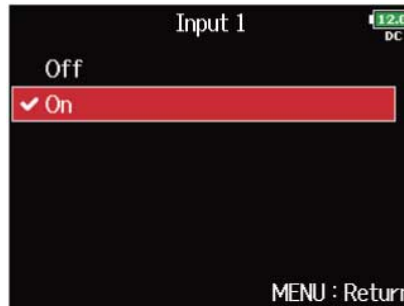 Input 1
12.0
DC
Off
✔ On
MENU : Return